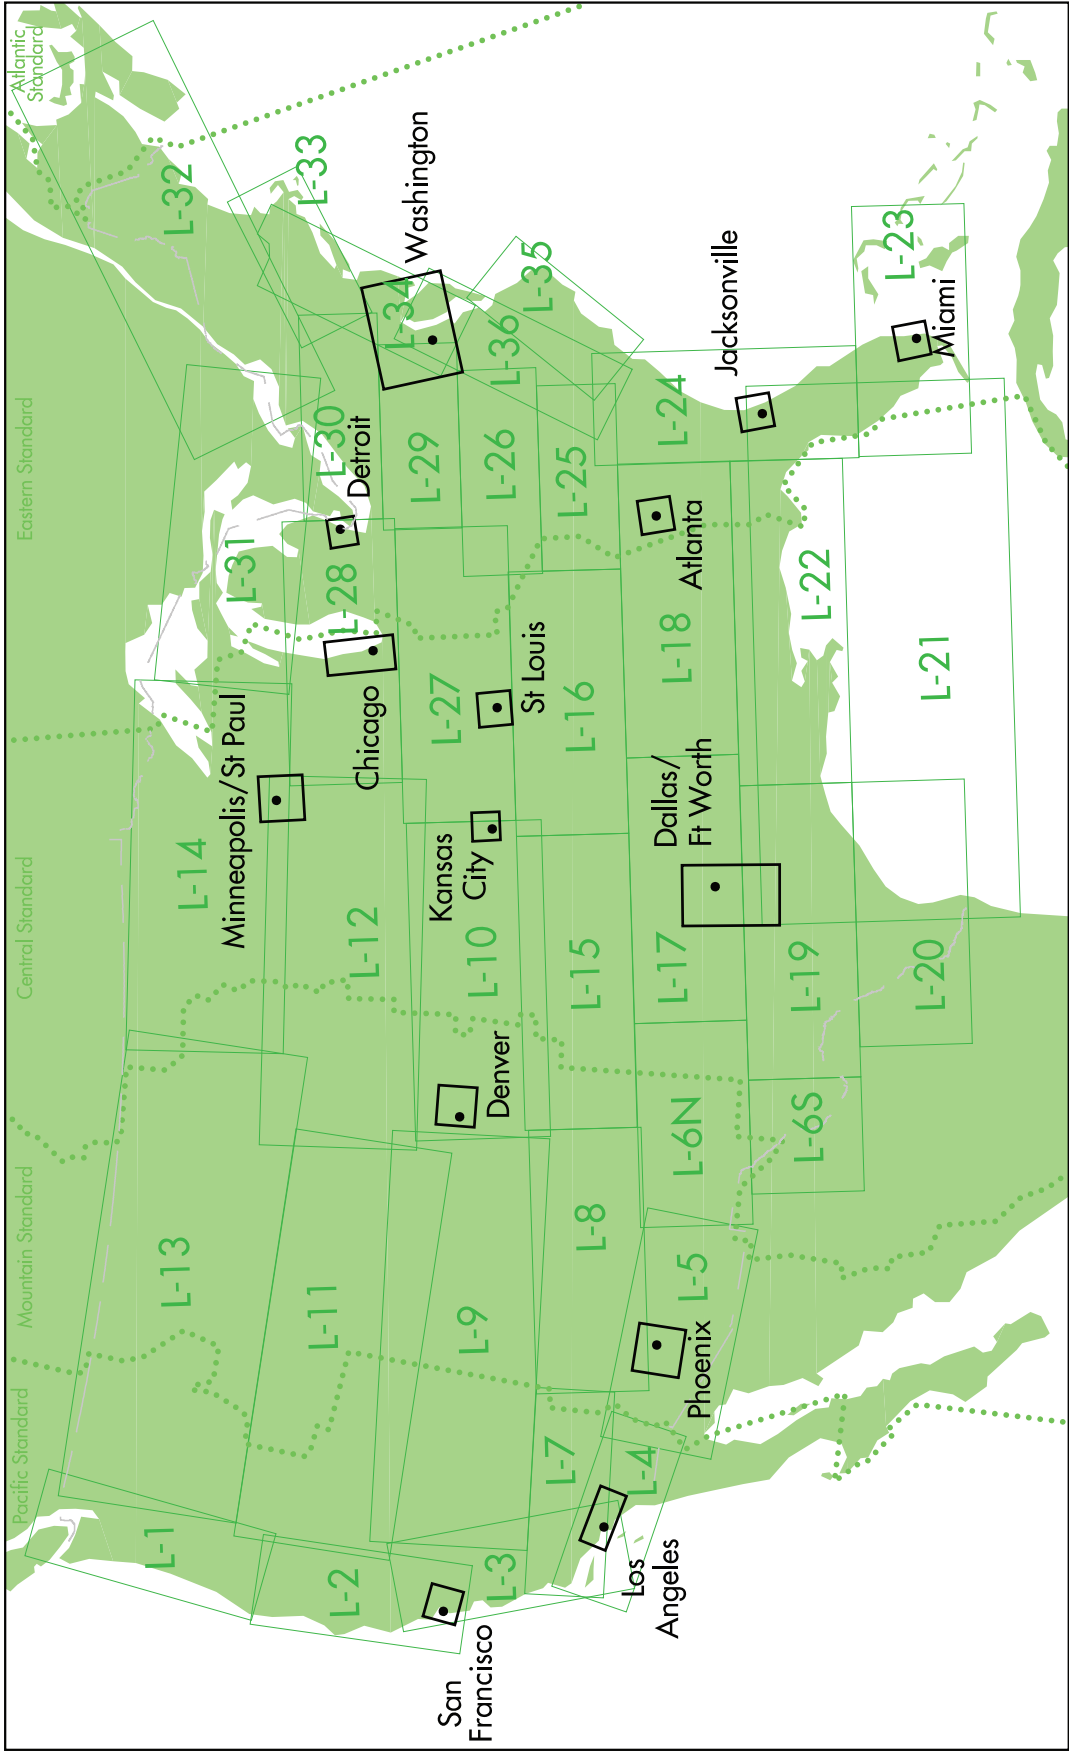 Pacific Standard
Mountain Standard
Central Standard
Eastern Standard
Atlantic
Standard
L-1
L-13
L-14
L-31
L-32
L-33
L-2
L-11
L-12
L-28
L-30
L-34
L-3
L-9
L-10
L-27
L-29
L-26
L-36
L-35
L-7
L-8
L-15
L-16
L-25
L-4
L-5
L-6N
L-17
L-18
L-24
L-6S
L-19
L-22
L-20
L-21
L-23
San
Francisco
Los
Angeles
Phoenix
Denver
Kansas
City
Minneapolis/St Paul
Chicago
St Louis
Detroit
Dallas/
Ft Worth
Atlanta
Washington
Jacksonville
Miami